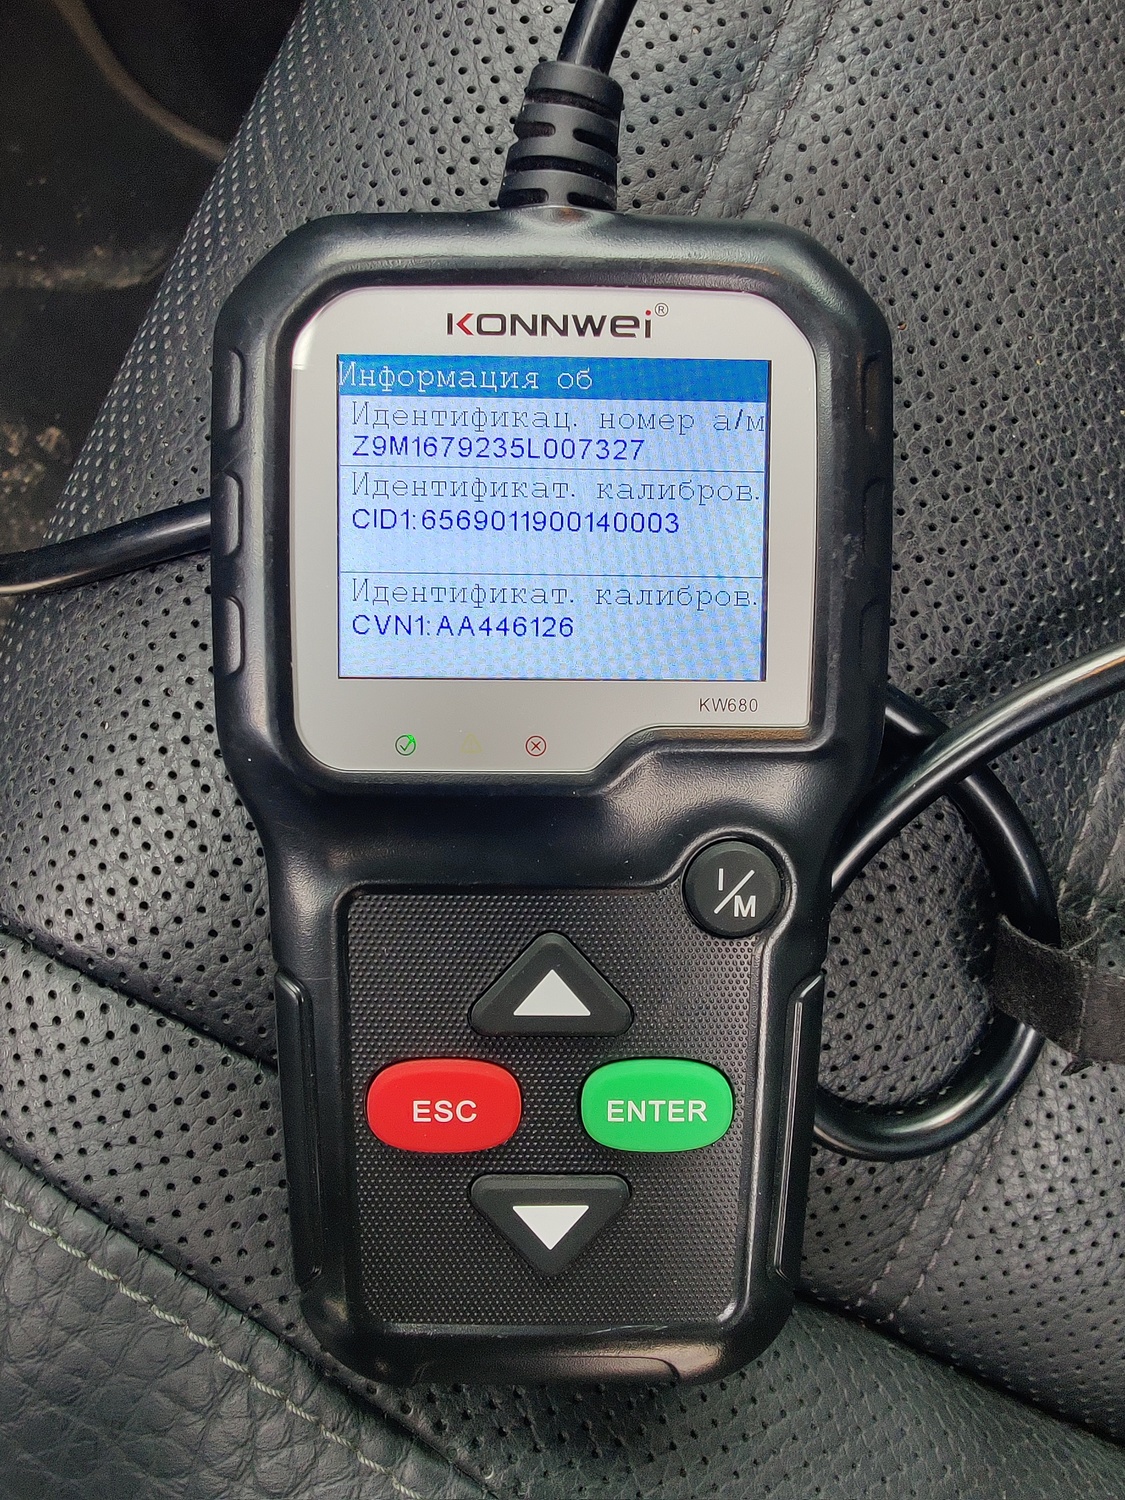 KONNWEI®
Информация об
Идентификац. номер а/м
Z9M1679235L007327
Идентификат. калибров.
CID1:6569011900140003
Идентификат. калибров.
CVN1:AA446126
KW680
I/M
ESC
ENTER